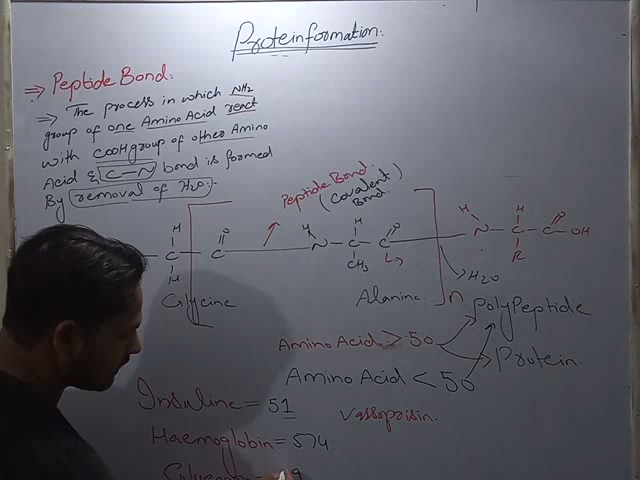 Proteinformation:
⇒ Peptide Bond:
⇒ The process in which NH2
group of one Amino Acid react
with COOH group of other Amino
Acid & C–N bond is formed
By removal of H2O:-
Peptide Bond.
(Covalent
Bond.
H H H H
C C N C C N C C OH
O O O
H CH3 R
Glycine Alanine n
H2O
PolyPeptide
Amino Acid > 50
Protein
Amino Acid < 50
Insuline = 51
Vassoprisin.
Haemoglobin = 574.